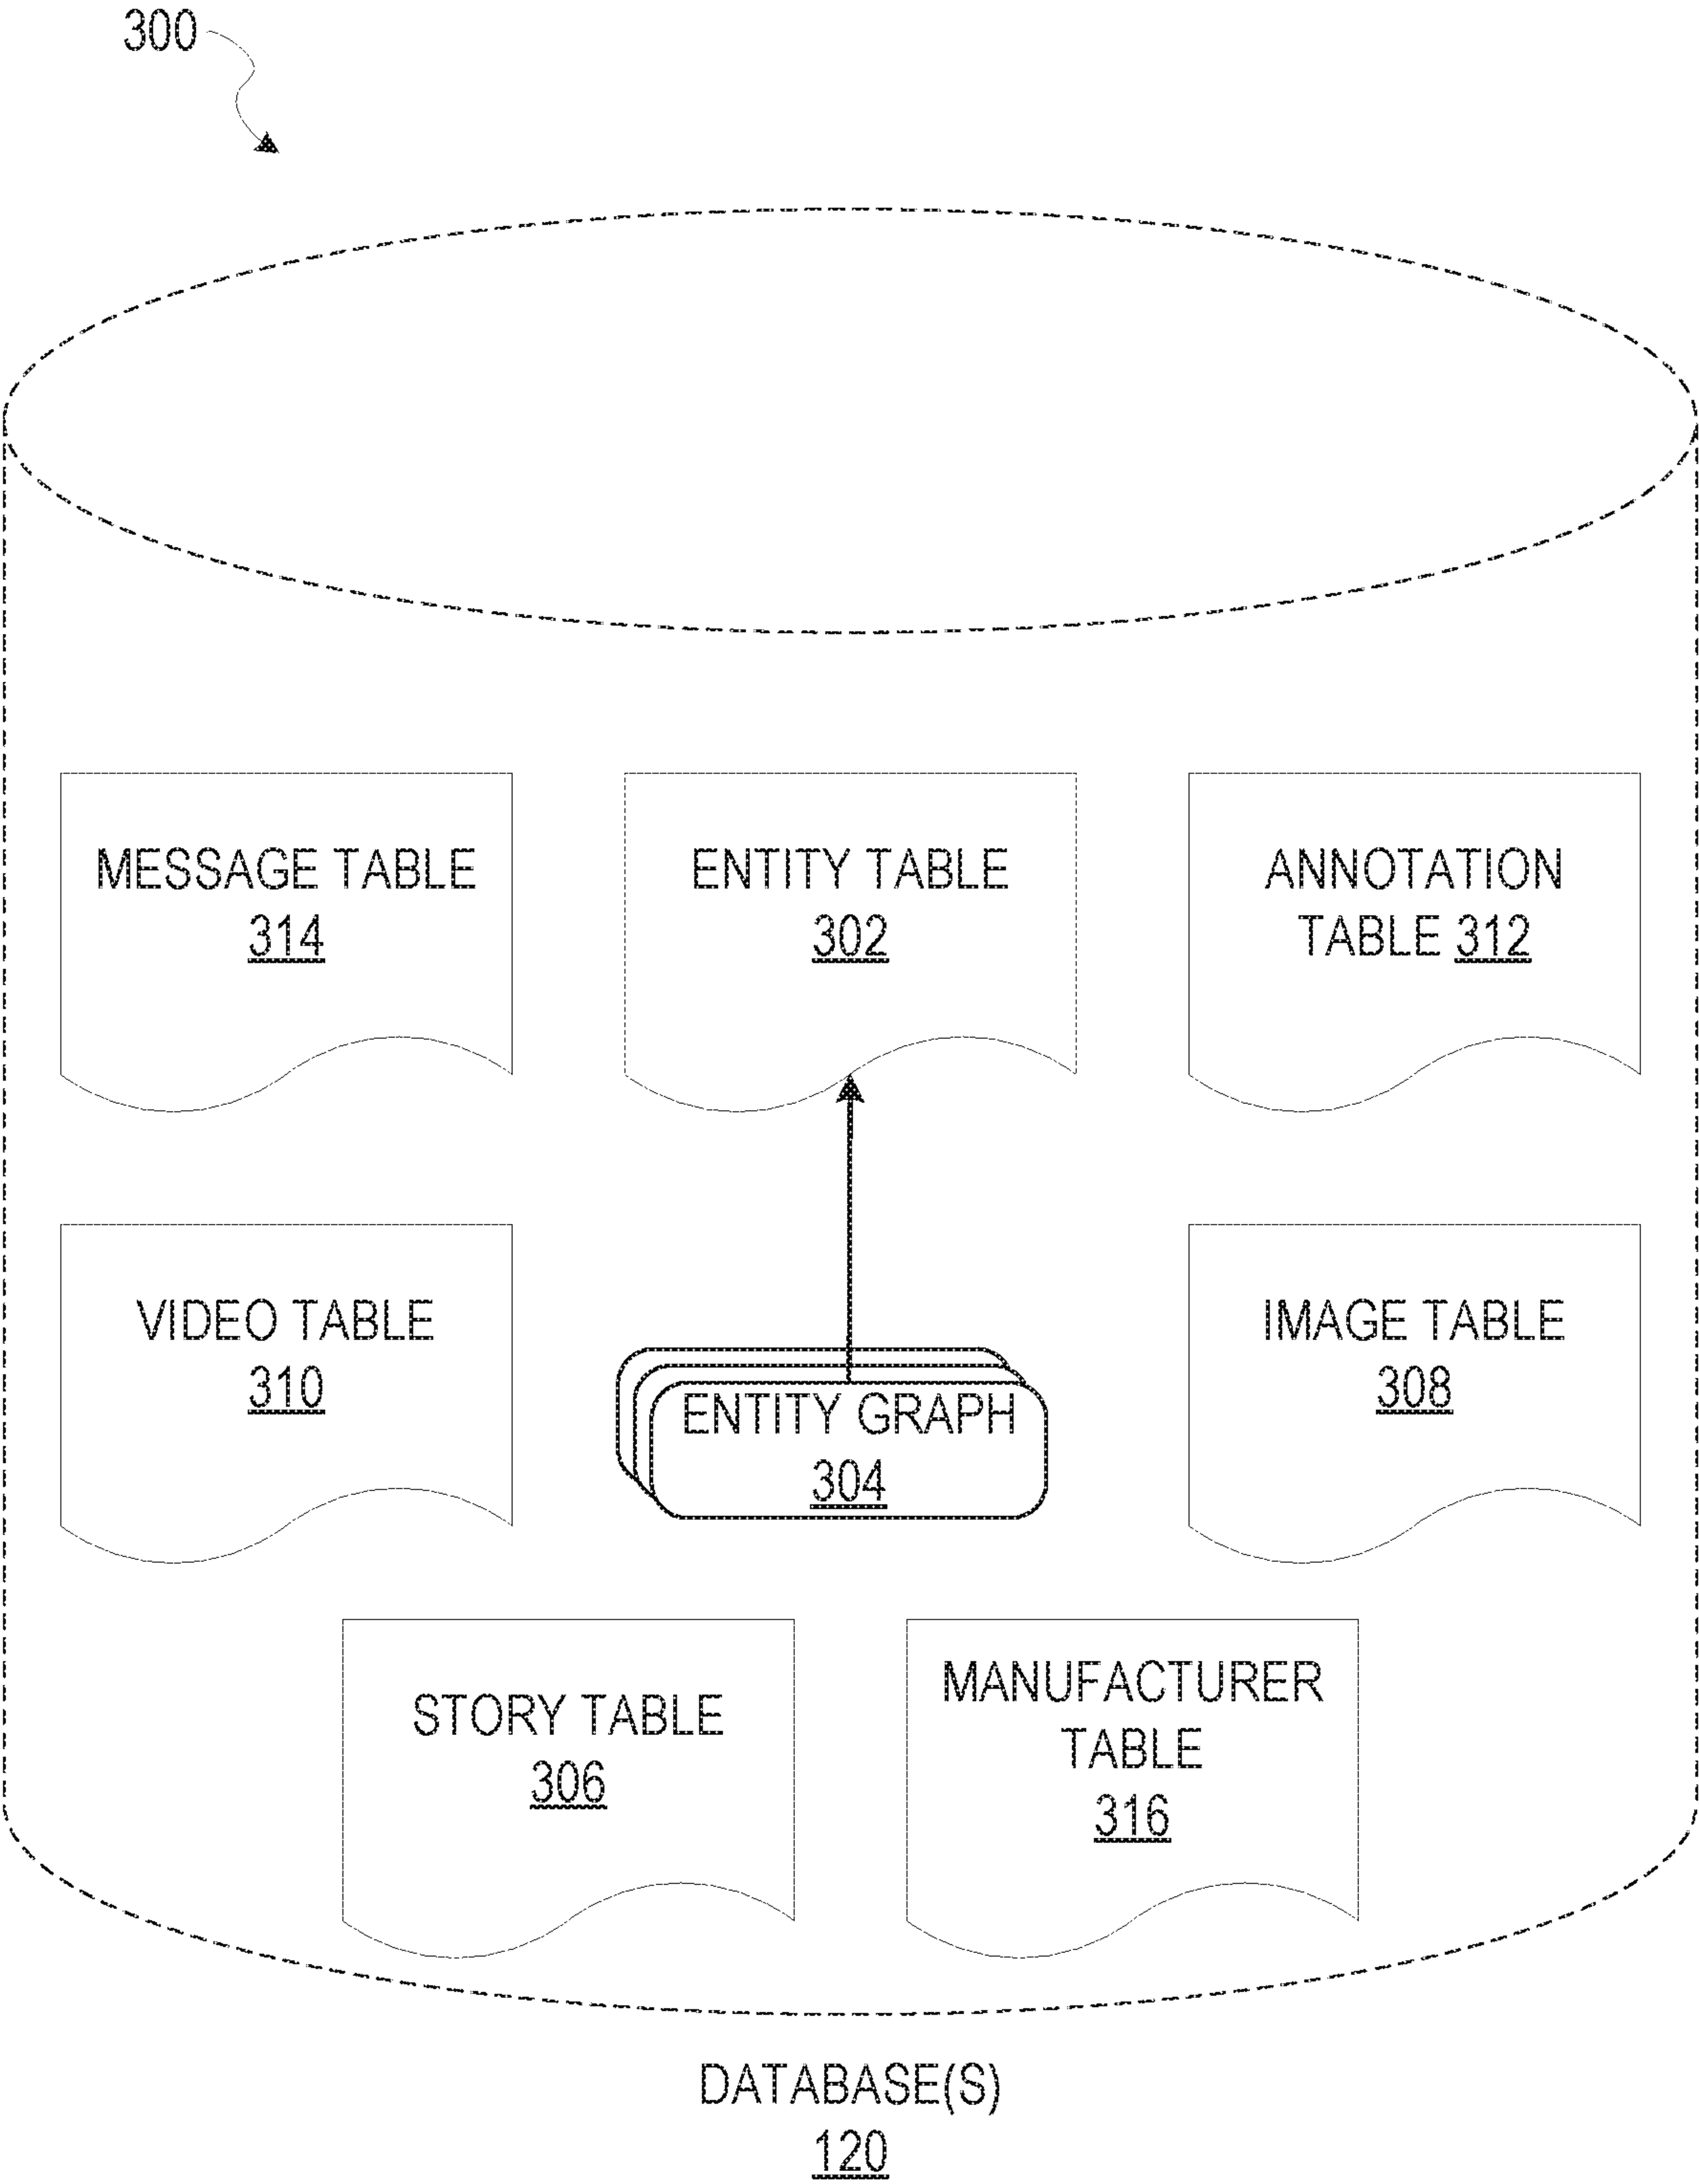 300
MESSAGE TABLE
314
ENTITY TABLE
302
ANNOTATION
TABLE 312
VIDEO TABLE
310
ENTITY GRAPH
304
IMAGE TABLE
308
STORY TABLE
306
MANUFACTURER
TABLE
316
DATABASE(S)
120